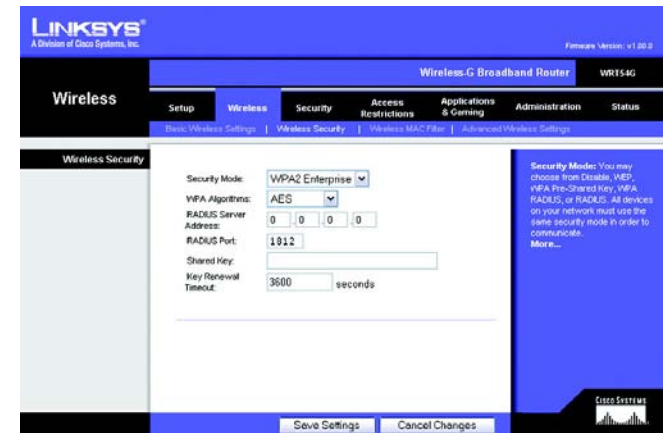 LINKSYS®
A Division of Cisco Systems, Inc.
Firmware Version: v1.00.0
Wireless-G Broadband Router WRT54G
Wireless
Setup Wireless Security Access Restrictions Applications & Gaming Administration Status
Basic Wireless Settings | Wireless Security | Wireless MAC Filter | Advanced Wireless Settings
Wireless Security
Security Mode: WPA2 Enterprise
WPA Algorithms: AES
RADIUS Server Address: 0 . 0 . 0 . 0
RADIUS Port: 1812
Shared Key:
Key Renewal Timeout: 3600 seconds
Security Mode: You may
choose from Disable, WEP,
WPA Pre-Shared Key, WPA
RADIUS, or RADIUS. All devices
on your network must use the
same security mode in order to
communicate.
More...
Save Settings Cancel Changes
CISCO SYSTEMS